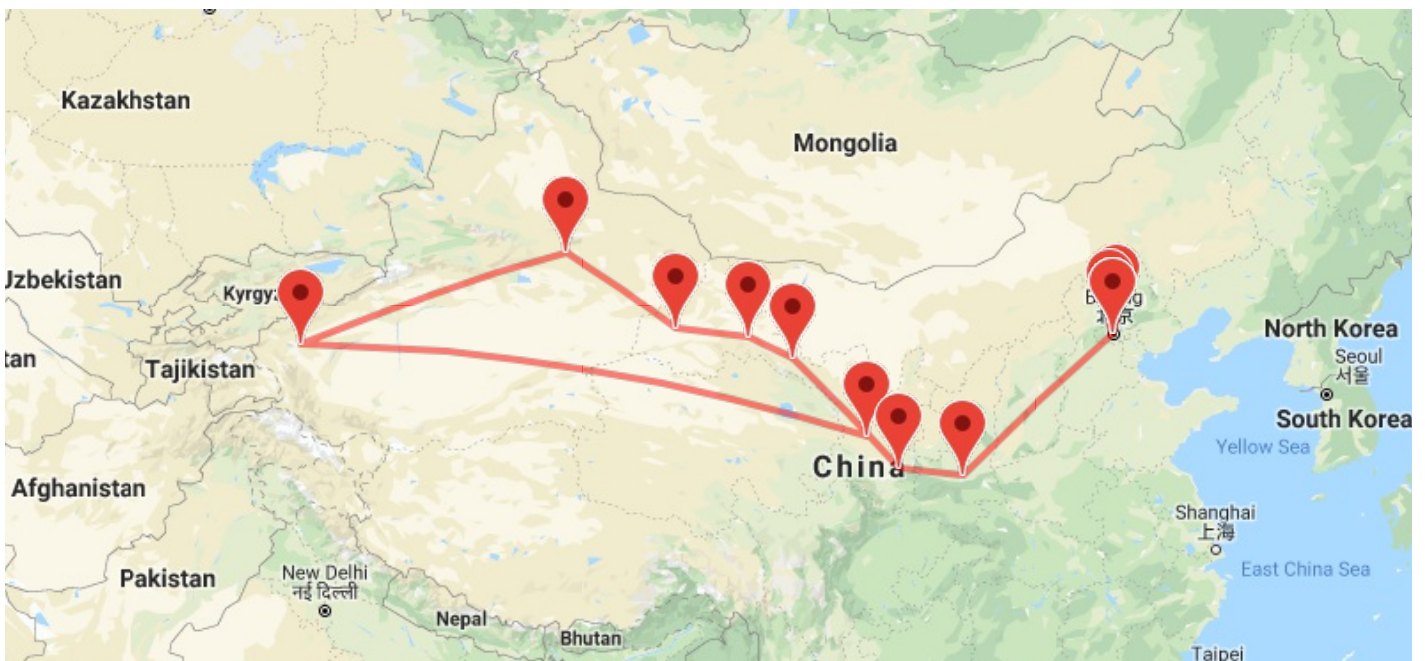 Kazakhstan
Mongolia
Jzbekistan
Kyrgyz
North Korea
Seoul
서울
tan
Tajikistan
South Korea
Yellow Sea
China
Afghanistan
Shanghai
上海
Pakistan
New Delhi
नई दिल्ली
East China Sea
Nepal
Bhutan
Taipei